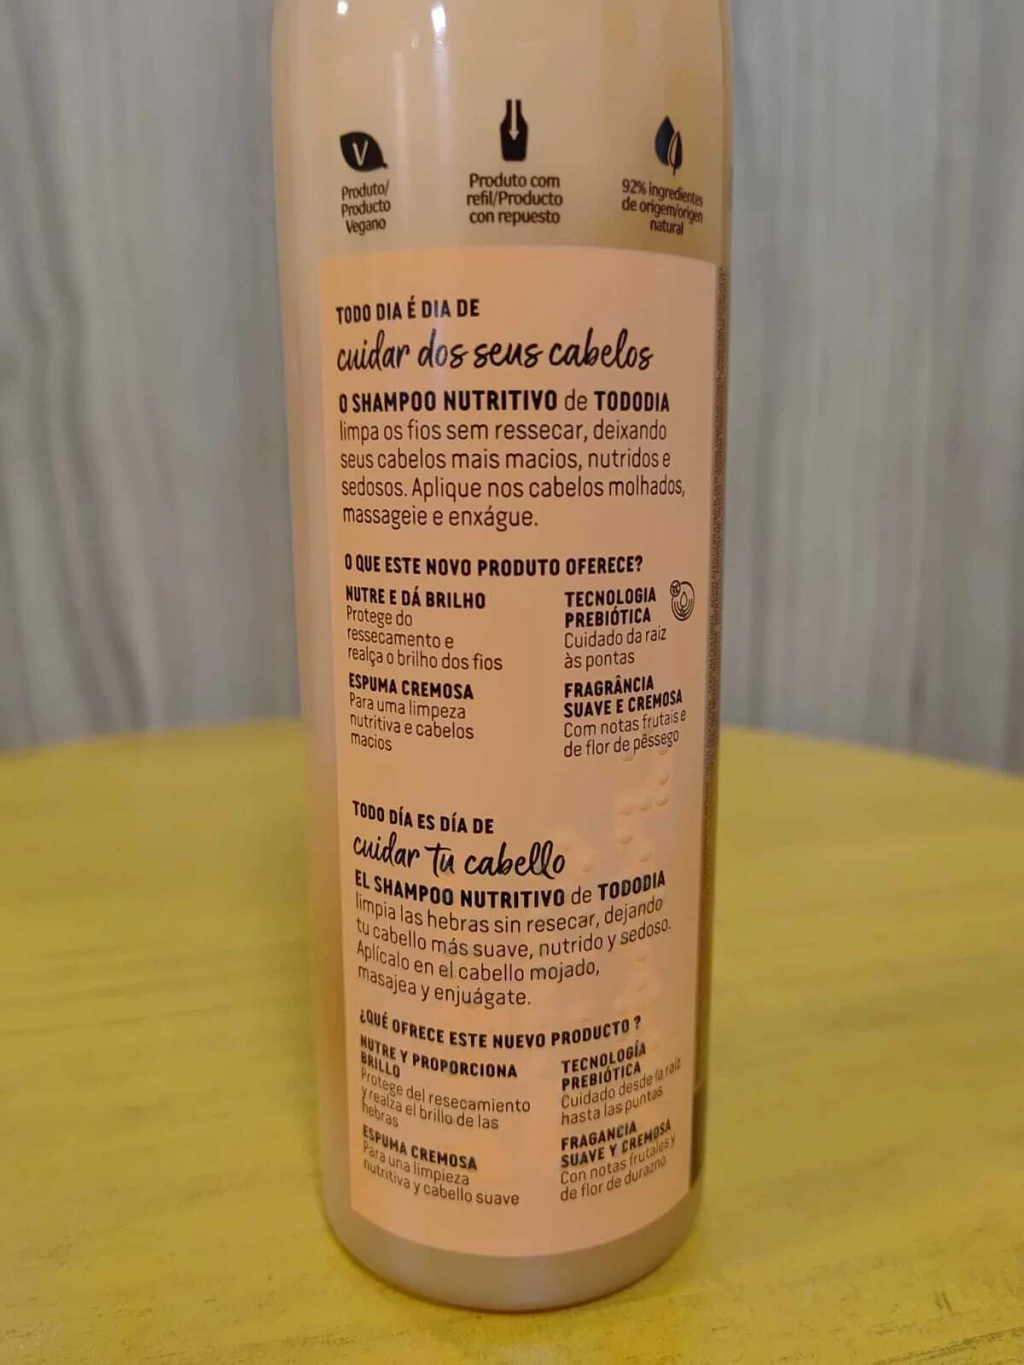 V
Produto/
Producto
Vegano
Produto com
refil/Producto
con repuesto
92% ingredientes
de origem/origen
natural
TODO DIA É DIA DE
cuidar dos seus cabelos
O SHAMPOO NUTRITIVO de TODODIA
limpa os fios sem ressecar, deixando
seus cabelos mais macios, nutridos e
sedosos. Aplique nos cabelos molhados,
massageie e enxágue.
O QUE ESTE NOVO PRODUTO OFERECE?
NUTRE E DÁ BRILHO
Protege do
ressecamento e
realça o brilho dos fios
ESPUMA CREMOSA
Para uma limpeza
nutritiva e cabelos
macios
TECNOLOGIA
PREBIÓTICA
Cuidado da raiz
às pontas
FRAGRÂNCIA
SUAVE E CREMOSA
Com notas frutais e
de flor de pêssego
TODO DÍA ES DÍA DE
cuidar tu cabello
EL SHAMPOO NUTRITIVO de TODODIA
limpia las hebras sin resecar, dejando
tu cabello más suave, nutrido y sedoso.
Aplícalo en el cabello mojado,
masajea y enjuágate.
¿QUÉ OFRECE ESTE NUEVO PRODUCTO?
NUTRE Y PROPORCIONA
BRILLO
Protege del resecamiento
y realza el brillo de las
hebras
ESPUMA CREMOSA
Para una limpieza
nutritiva y cabello suave
TECNOLOGÍA
PREBIÓTICA
Cuidado desde la raíz
hasta las puntas
FRAGANCIA
SUAVE Y CREMOSA
Con notas frutales y
de flor de durazno